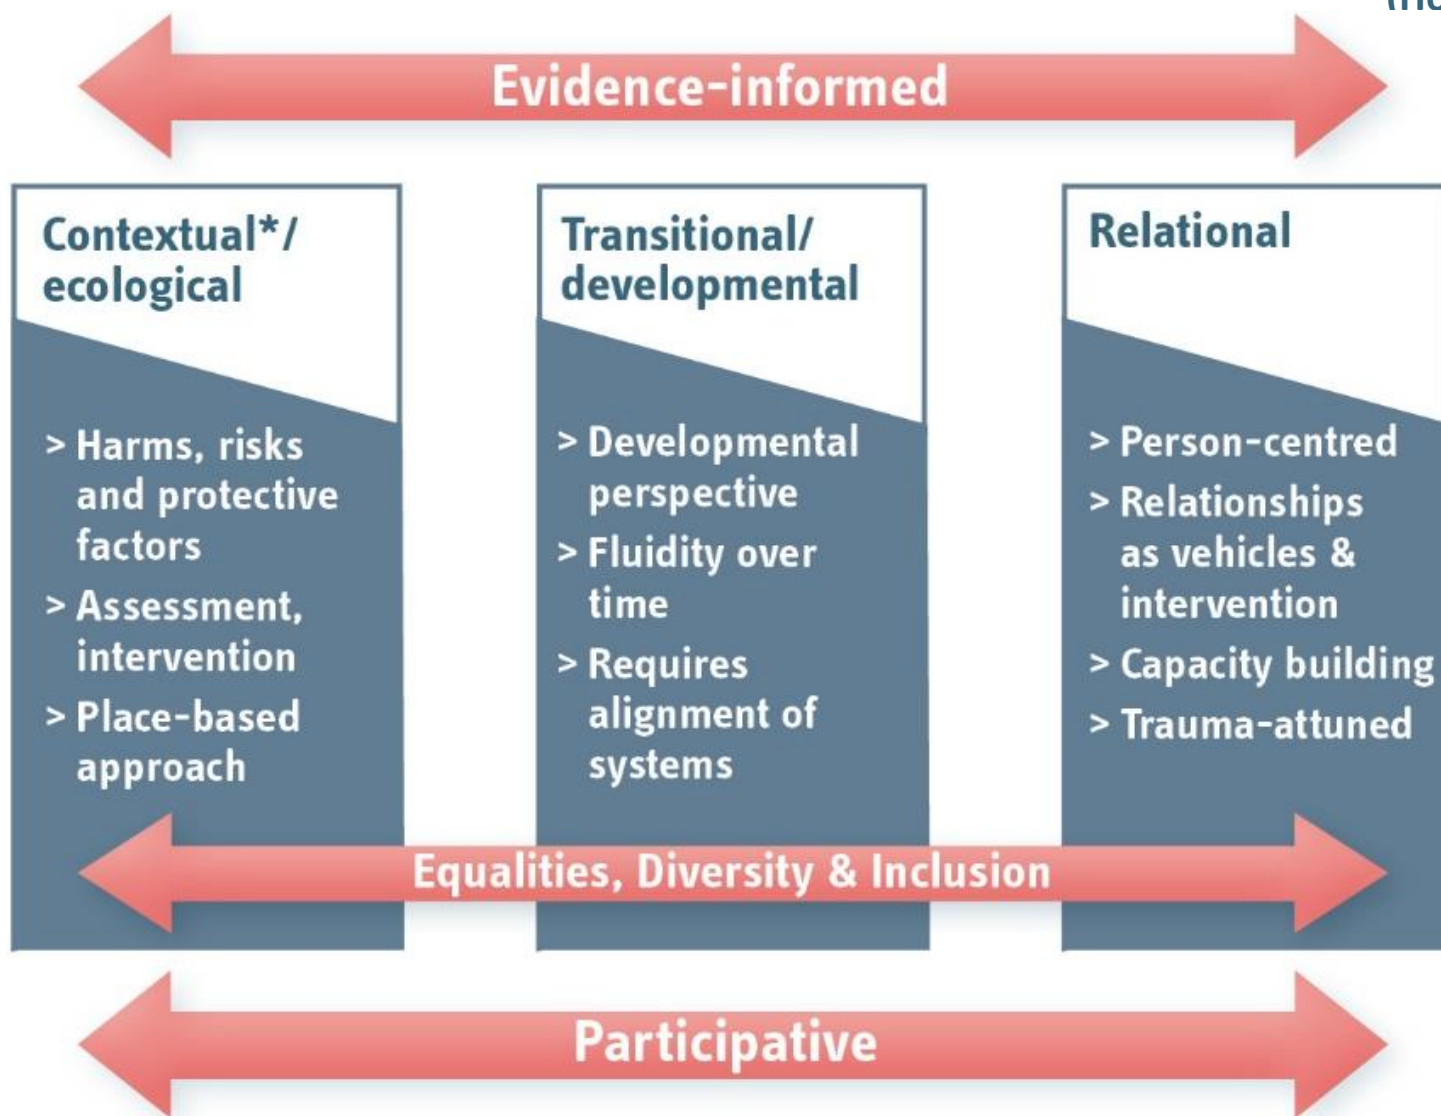 Evidence-informed
Contextual*/
ecological
> Harms, risks
and protective
factors
> Assessment,
intervention
> Place-based
approach
Transitional/
developmental
> Developmental
perspective
> Fluidity over
time
> Requires
alignment of
systems
Relational
> Person-centred
> Relationships
as vehicles &
intervention
> Capacity building
> Trauma-attuned
Equalities, Diversity & Inclusion
Participative